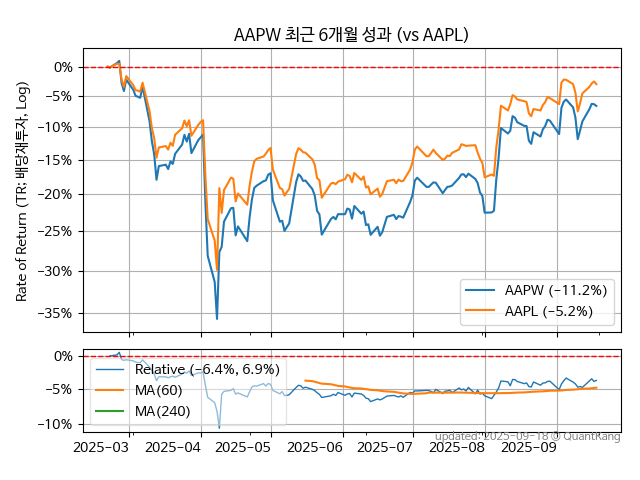 AAPW 최근 6개월 성과 (vs AAPL)
Rate of Return (TR: 배당재투자, Log)
0%
−5%
−10%
−15%
−20%
−25%
−30%
−35%
AAPW (−11.2%)
AAPL (−5.2%)
0%
−5%
−10%
Relative (−6.4%, 6.9%)
MA(60)
MA(240)
2025−03
2025−04
2025−05
2025−06
2025−07
2025−08
2025−09
updated: 2025−09−18 © QuantKang